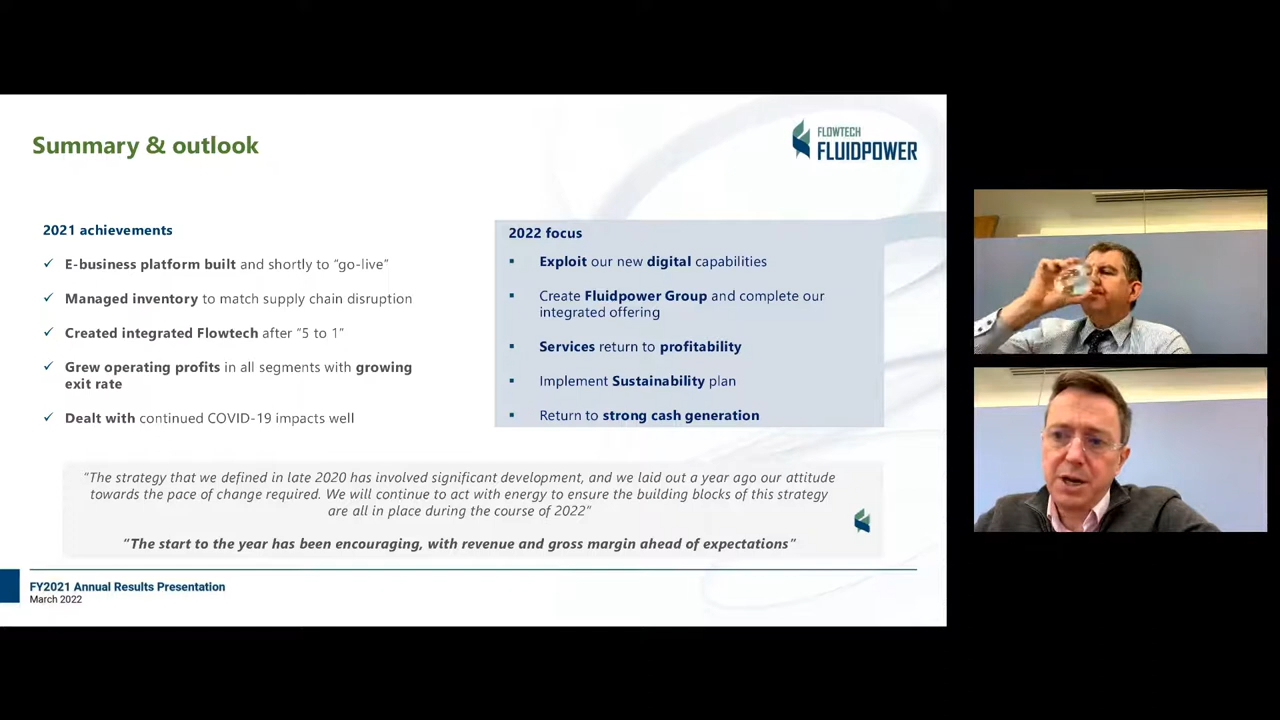 Summary & outlook
FLOWTECH
FLUIDPOWER
2021 achievements
✓ E-business platform built and shortly to “go-live”
✓ Managed inventory to match supply chain disruption
✓ Created integrated Flowtech after “5 to 1”
✓ Grew operating profits in all segments with growing
exit rate
✓ Dealt with continued COVID-19 impacts well
2022 focus
▪ Exploit our new digital capabilities
▪ Create Fluidpower Group and complete our
integrated offering
▪ Services return to profitability
▪ Implement Sustainability plan
▪ Return to strong cash generation
“The strategy that we defined in late 2020 has involved significant development, and we laid out a year ago our attitude
towards the pace of change required. We will continue to act with energy to ensure the building blocks of this strategy
are all in place during the course of 2022”
“The start to the year has been encouraging, with revenue and gross margin ahead of expectations”
FY2021 Annual Results Presentation
March 2022